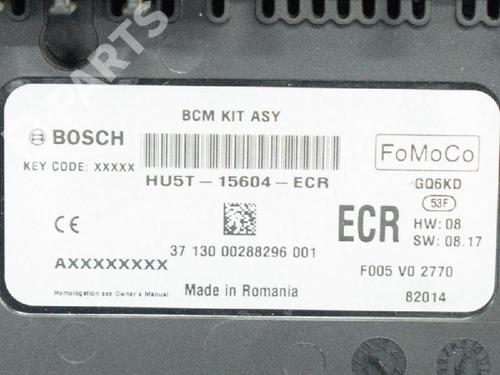 BCM KIT ASY
BOSCH
FoMoCo
KEY CODE: XXXXX
HU5T-15604-ECR
GQ6KD
53F
ECR
HW: 08
SW: 08.17
CE
37 130 00288296 001
AXXXXXXXXX
F005 V0 2770
Homologation see Owner's Manual
Made in Romania
82014